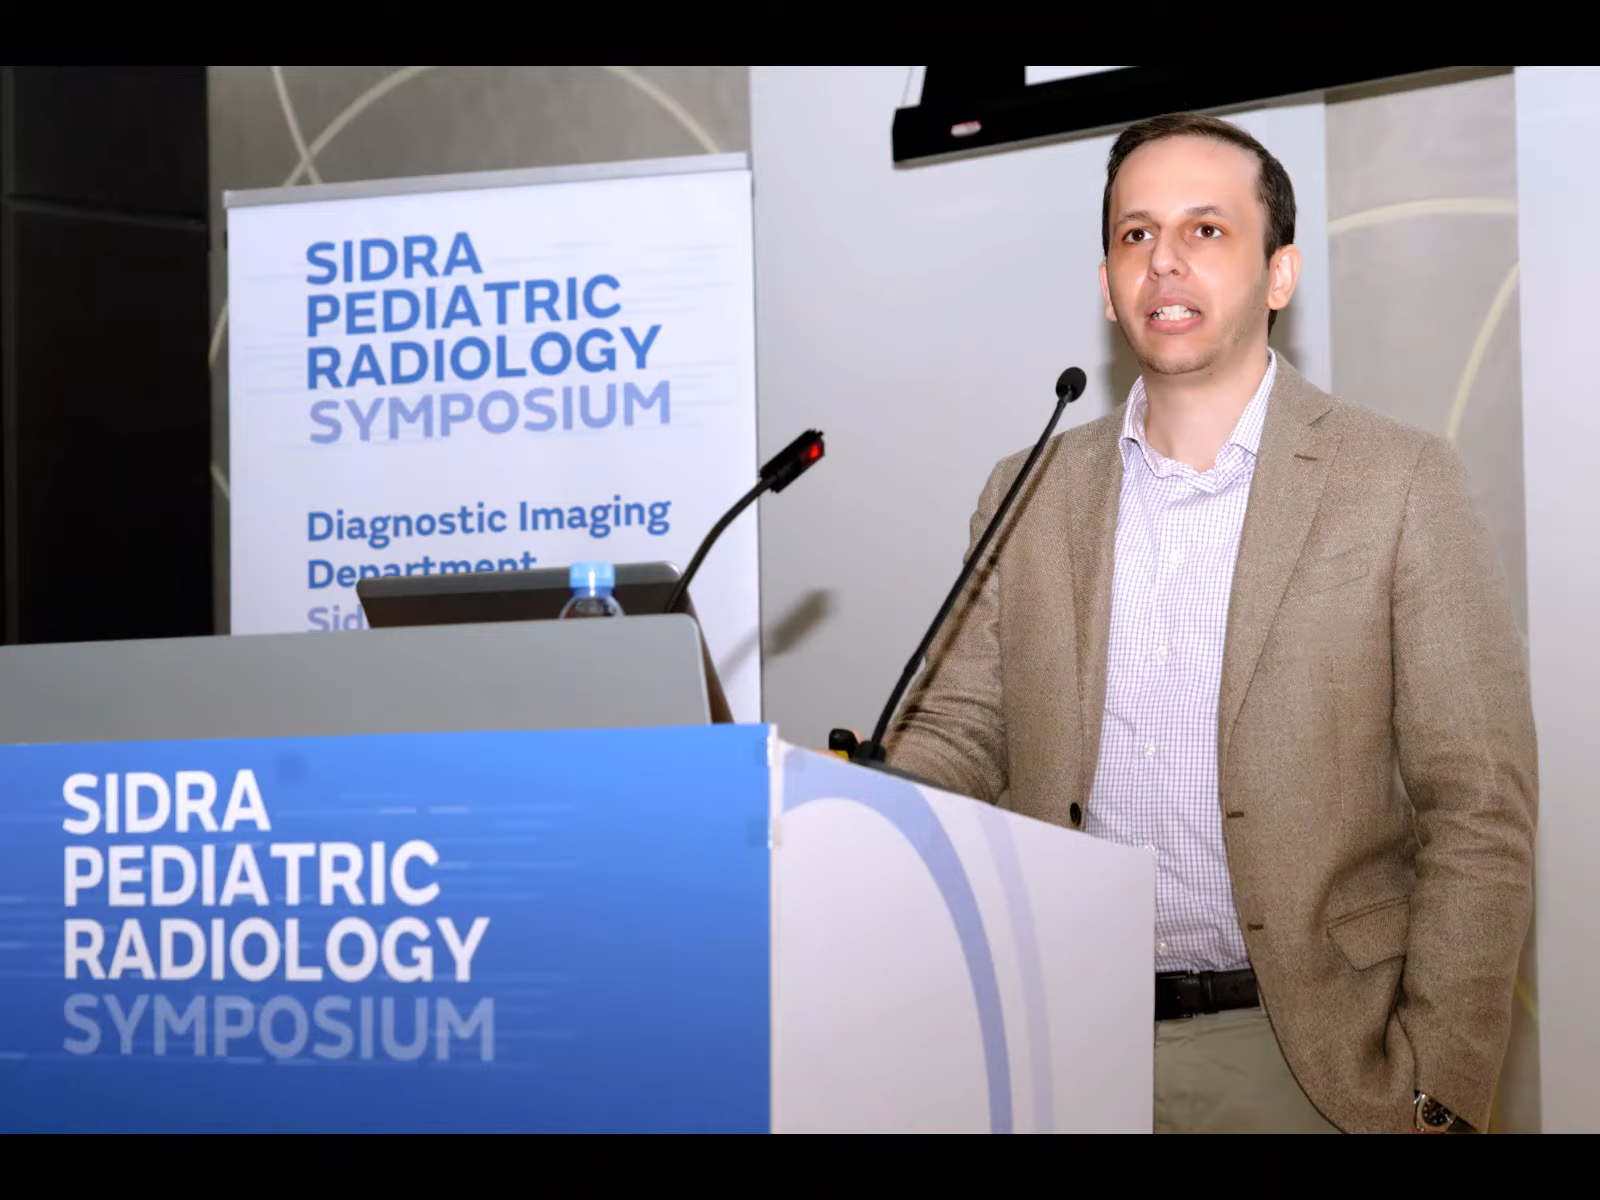 SIDRA
PEDIATRIC
RADIOLOGY
SYMPOSIUM
Diagnostic Imaging
Department
SIDRA
PEDIATRIC
RADIOLOGY
SYMPOSIUM